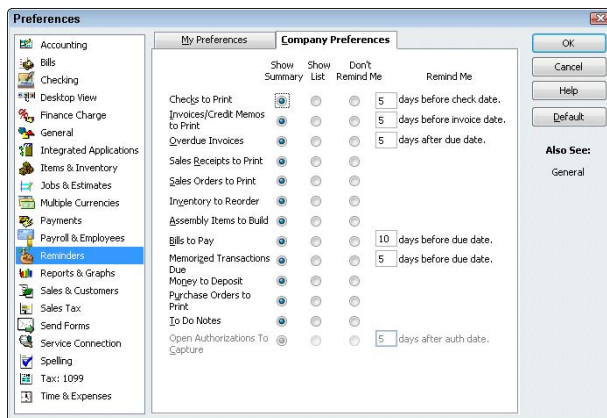 Preferences
Accounting
Bills
Checking
Desktop View
Finance Charge
General
Integrated Applications
Items & Inventory
Jobs & Estimates
Multiple Currencies
Payments
Payroll & Employees
Reminders
Reports & Graphs
Sales & Customers
Sales Tax
Send Forms
Service Connection
Spelling
Tax: 1099
Time & Expenses
My Preferences
Company Preferences
Show Summary
Show List
Don't Remind Me
Remind Me
Checks to Print 5 days before check date.
Invoices/Credit Memos
to Print 5 days before invoice date.
Overdue Invoices 5 days after due date.
Sales Receipts to Print
Sales Orders to Print
Inventory to Reorder
Assembly Items to Build
Bills to Pay 10 days before due date.
Memorized Transactions
Due 5 days before due date.
Money to Deposit
Purchase Orders to
Print
To Do Notes
Open Authorizations To
Capture 5 days after auth date.
OK
Cancel
Help
Default
Also See:
General